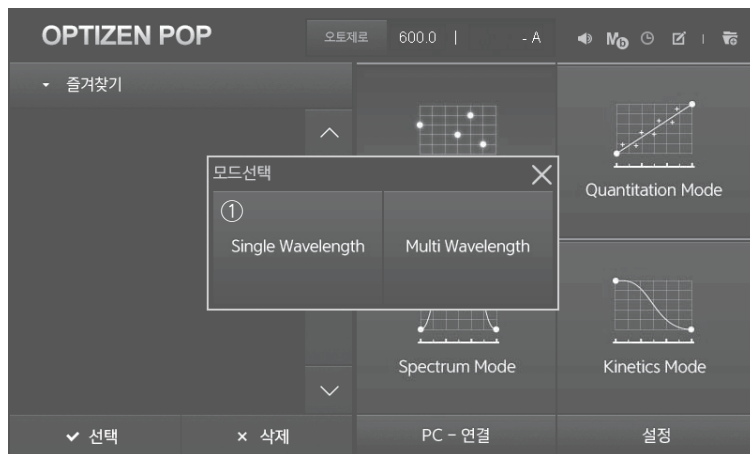 OPTIZEN POP
오토제로 600.0 | - A
M b
즐겨찾기
Quantitation Mode
모드선택
①
Single Wavelength
Multi Wavelength
Spectrum Mode
Kinetics Mode
선택
삭제
PC - 연결
설정